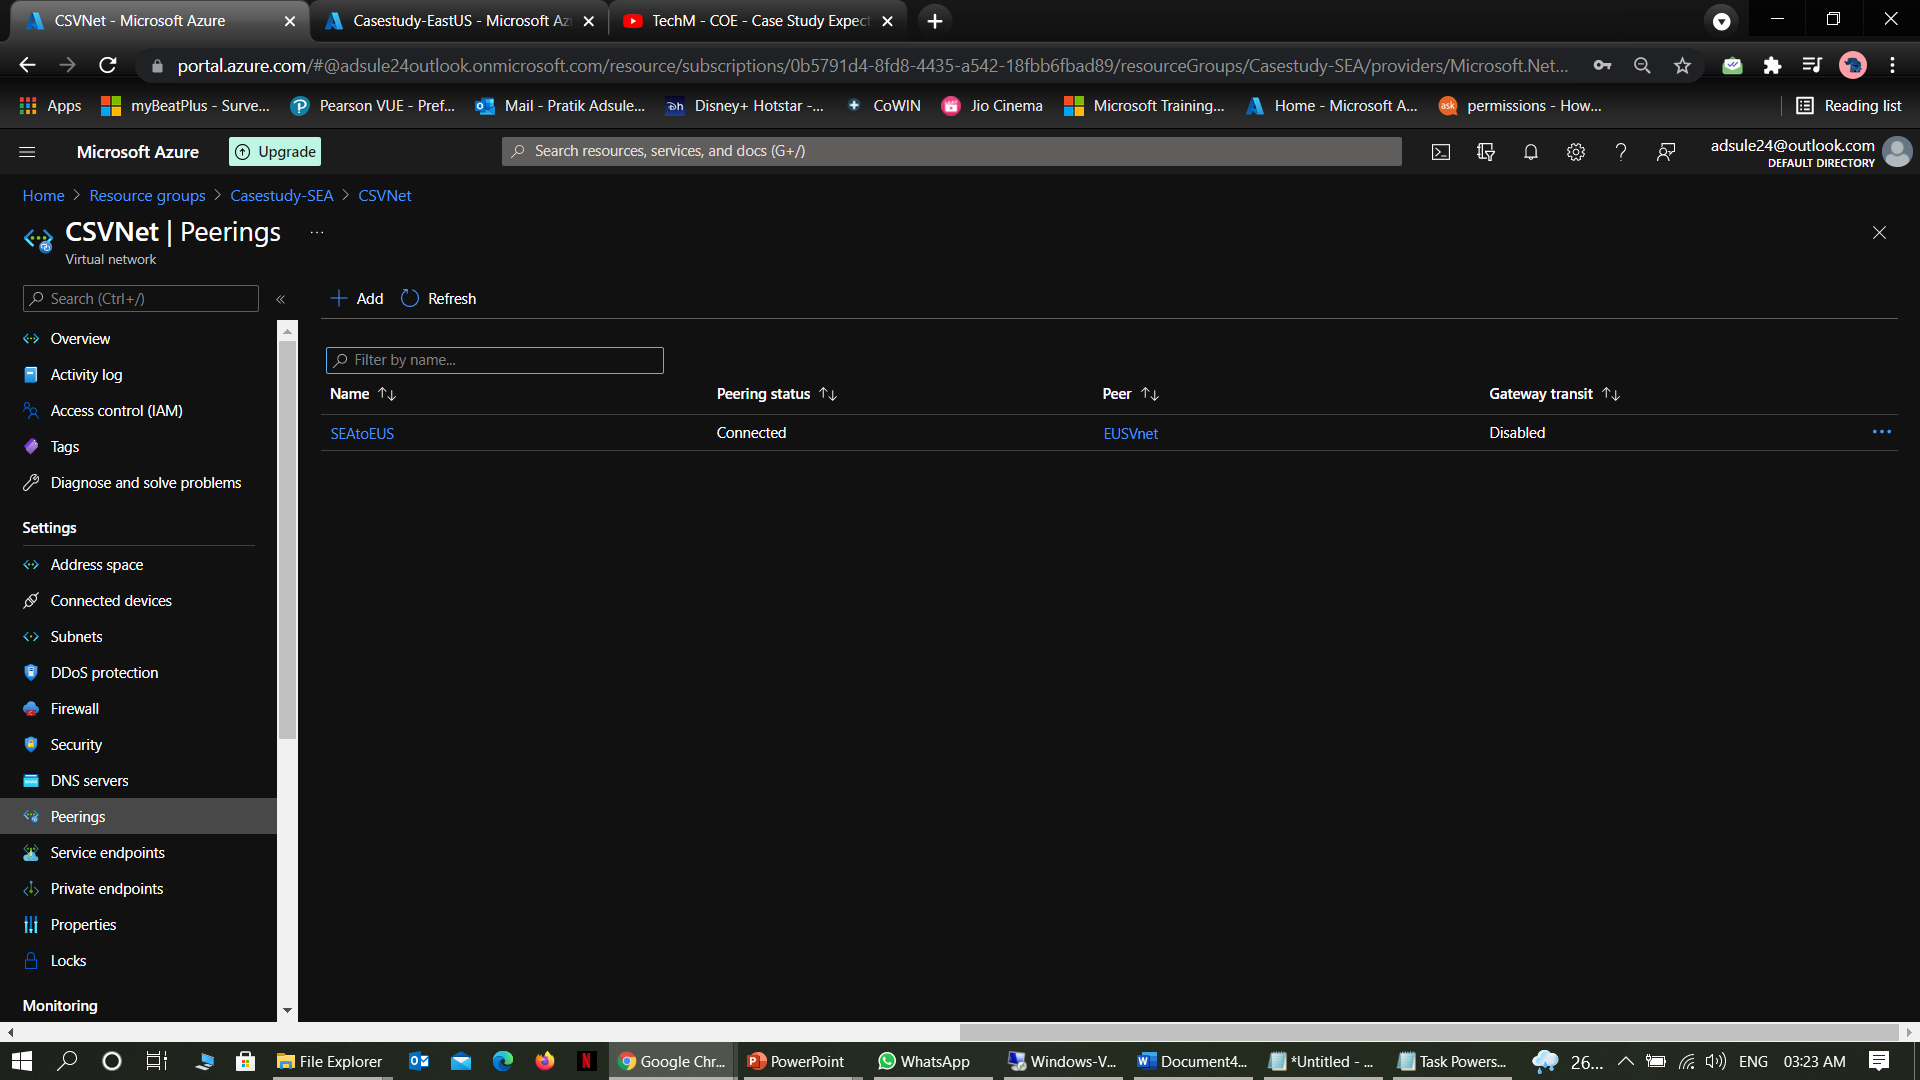 CSVNet - Microsoft Azure
Casestudy-EastUS - Microsoft Az
TechM - COE - Case Study Expect
portal.azure.com/#@adsule24outlook.onmicrosoft.com/resource/subscriptions/0b5791d4-8fd8-4435-a542-18fbb6fbad89/resourceGroups/Casestudy-SEA/providers/Microsoft.Net...
Apps
myBeatPlus - Surve...
Pearson VUE - Pref...
Mail - Pratik Adsule...
Disney+ Hotstar -...
CoWIN
Jio Cinema
Microsoft Training...
Home - Microsoft A...
ask
permissions - How...
Reading list
Microsoft Azure
Upgrade
Search resources, services, and docs (G+/)
adsule24@outlook.com
DEFAULT DIRECTORY
Home > Resource groups > Casestudy-SEA > CSVNet
CSVNet | Peerings ...
Virtual network
Search (Ctrl+/)
«
Add
Refresh
Filter by name...
Name
Peering status
Peer
Gateway transit
SEAtoEUS
Connected
EUSVnet
Disabled
...
Overview
Activity log
Access control (IAM)
Tags
Diagnose and solve problems
Settings
Address space
Connected devices
Subnets
DDoS protection
Firewall
Security
DNS servers
Peerings
Service endpoints
Private endpoints
Properties
Locks
Monitoring
File Explorer
Google Chr...
PowerPoint
WhatsApp
Windows-V...
Document4...
*Untitled - ...
Task Powers...
26...
ENG
03:23 AM